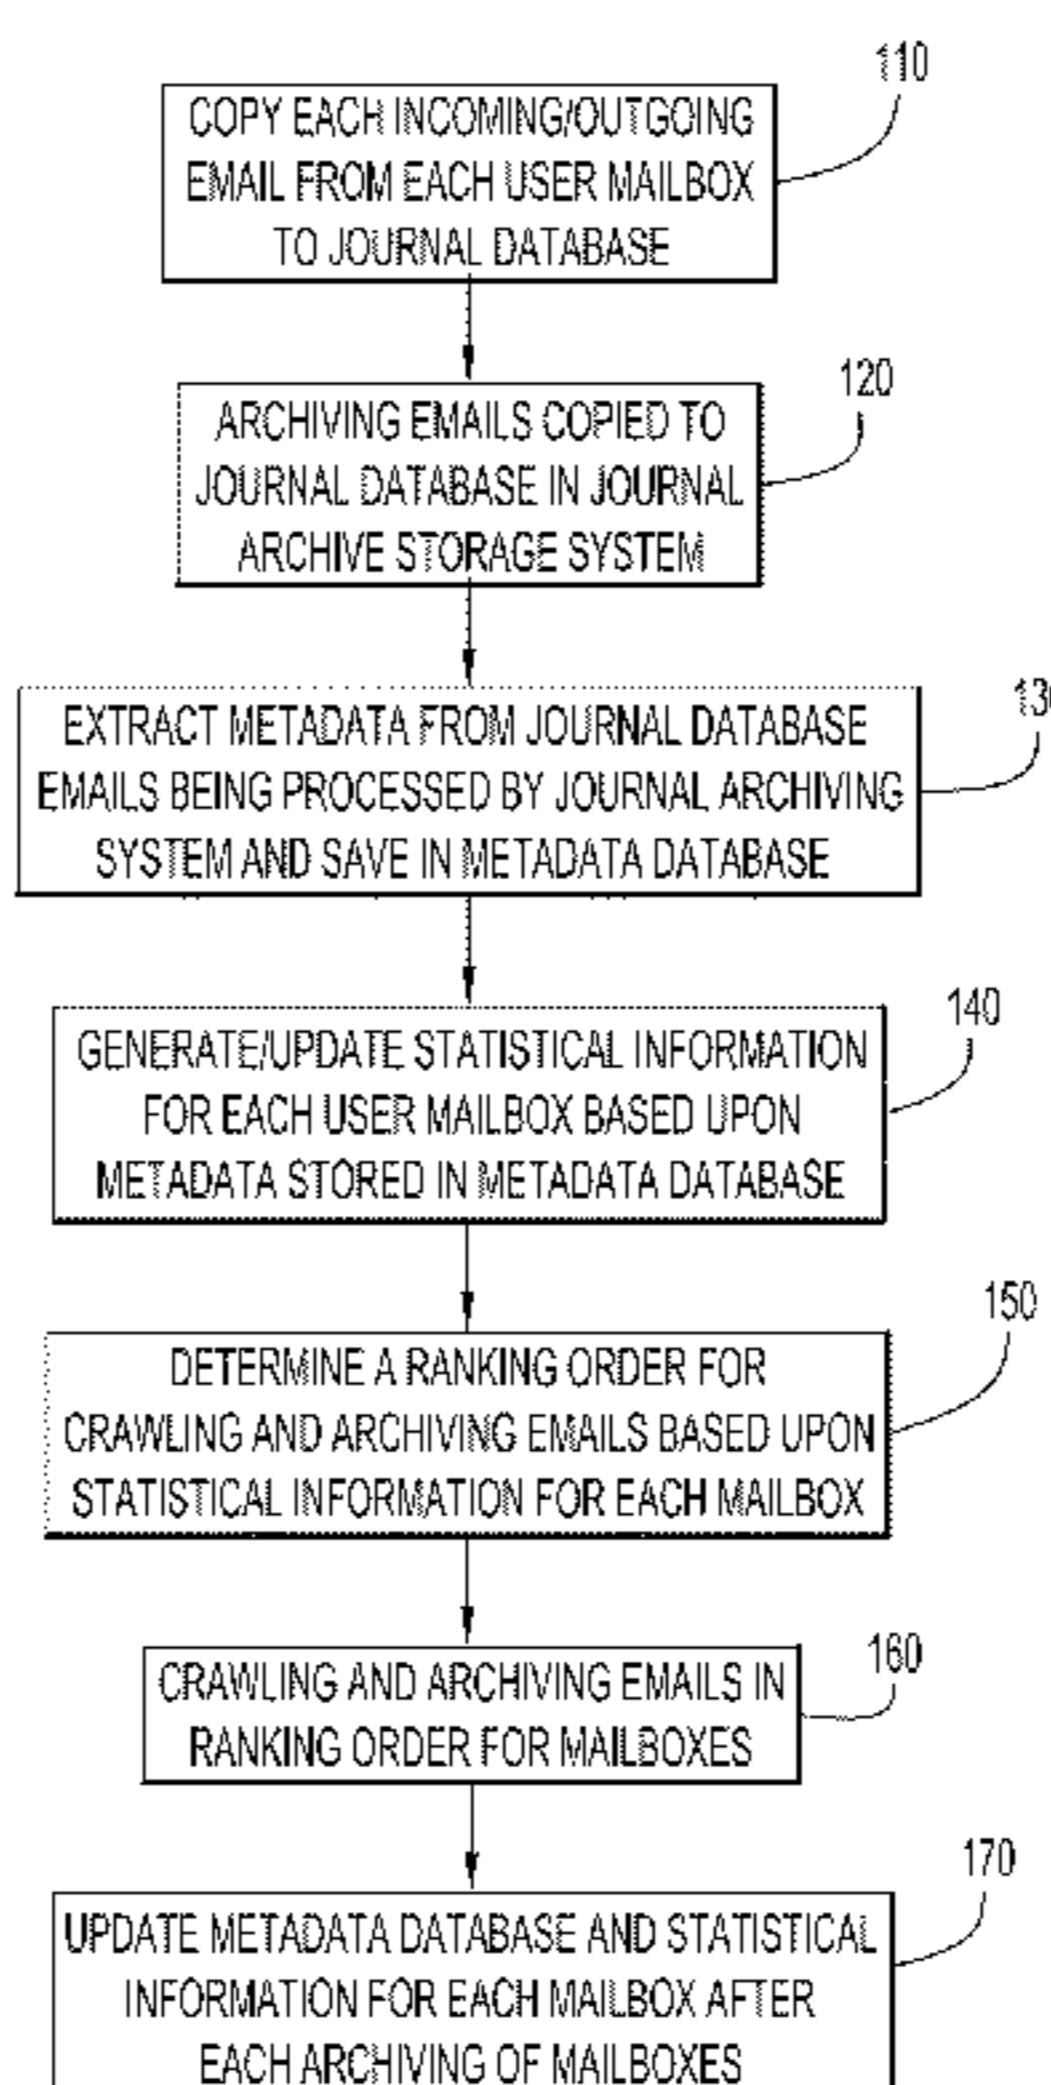 110
COPY EACH INCOMING/OUTGOING
EMAIL FROM EACH USER MAILBOX
TO JOURNAL DATABASE
120
ARCHIVING EMAILS COPIED TO
JOURNAL DATABASE IN JOURNAL
ARCHIVE STORAGE SYSTEM
130
EXTRACT METADATA FROM JOURNAL DATABASE
EMAILS BEING PROCESSED BY JOURNAL ARCHIVING
SYSTEM AND SAVE IN METADATA DATABASE
140
GENERATE/UPDATE STATISTICAL INFORMATION
FOR EACH USER MAILBOX BASED UPON
METADATA STORED IN METADATA DATABASE
150
DETERMINE A RANKING ORDER FOR
CRAWLING AND ARCHIVING EMAILS BASED UPON
STATISTICAL INFORMATION FOR EACH MAILBOX
160
CRAWLING AND ARCHIVING EMAILS IN
RANKING ORDER FOR MAILBOXES
170
UPDATE METADATA DATABASE AND STATISTICAL
INFORMATION FOR EACH MAILBOX AFTER
EACH ARCHIVING OF MAILBOXES